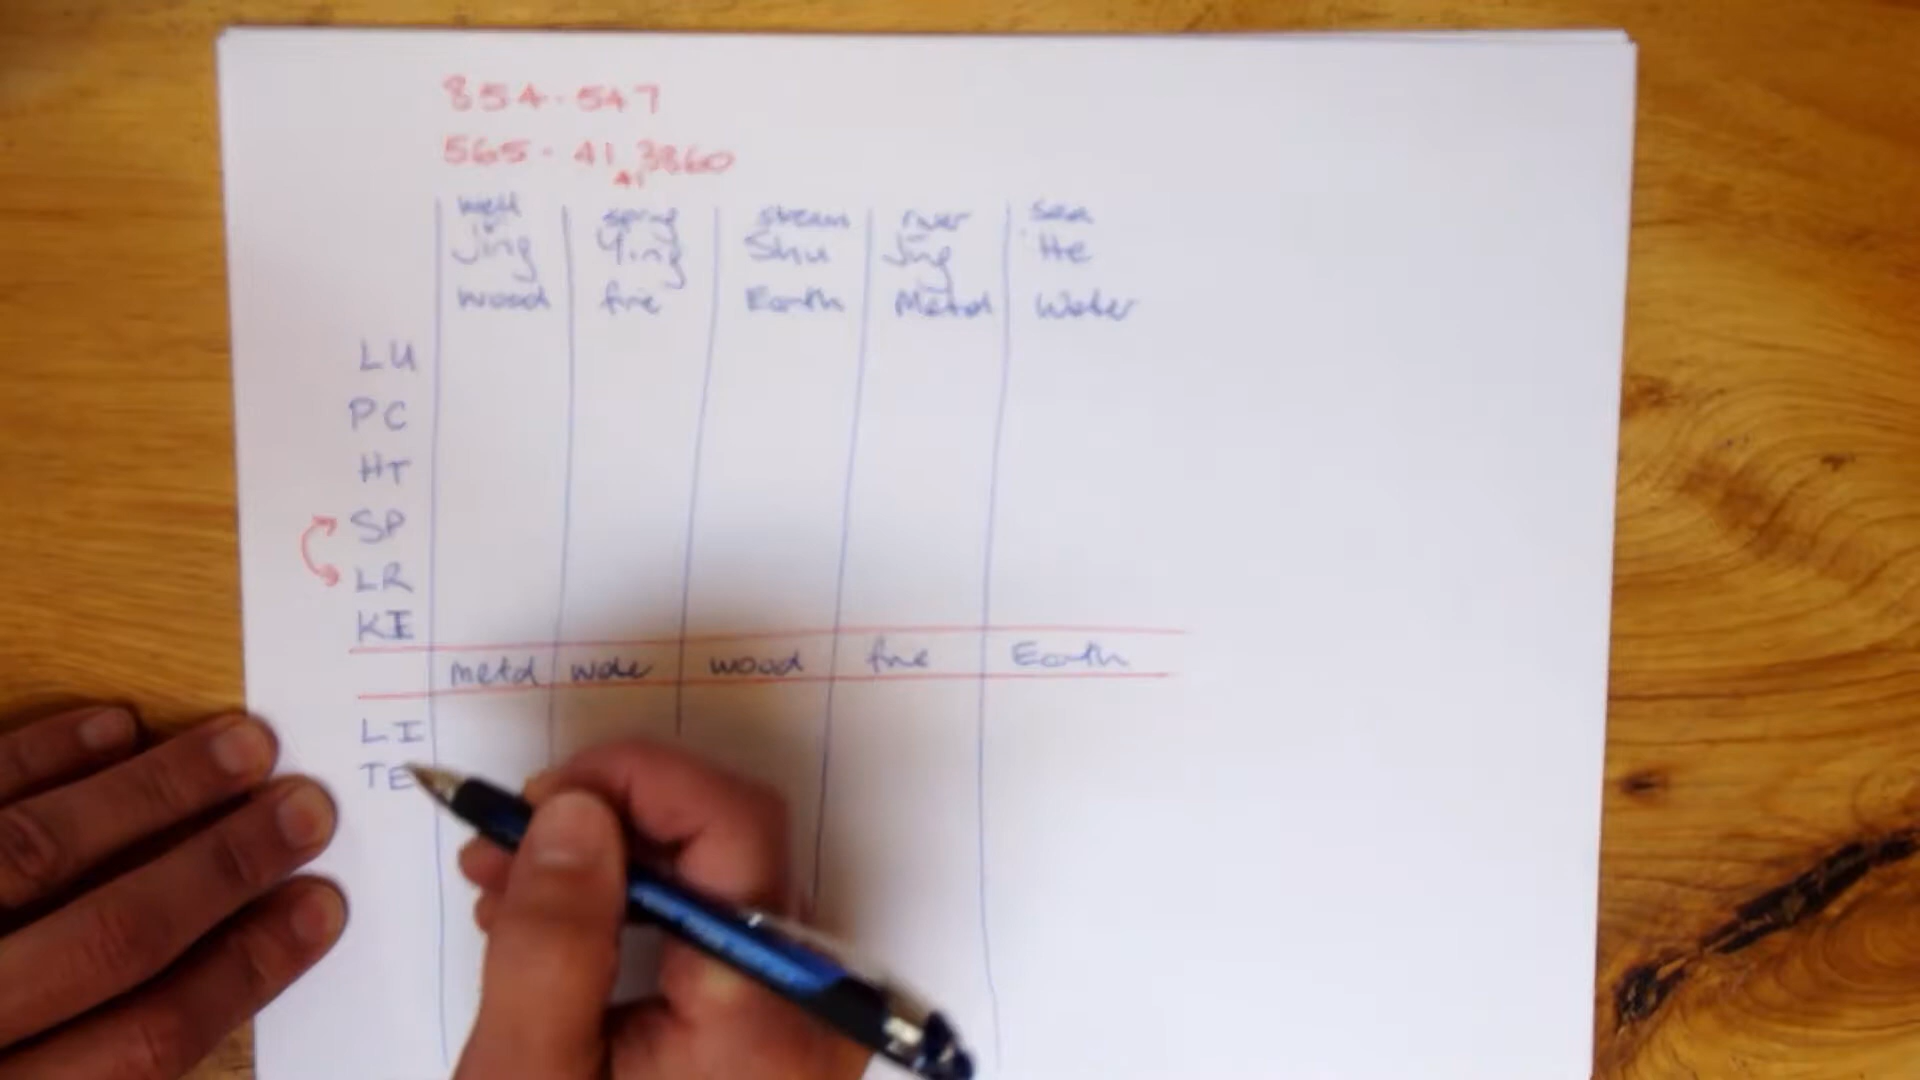 854 - 547
565 - 41, 3860
41
well spring stream river sea
Jing Ying Shu Jing He
wood fire Earth Metal Water
LU
PC
HT
SP
LR
KI
metal water wood fire Earth
LI
TE